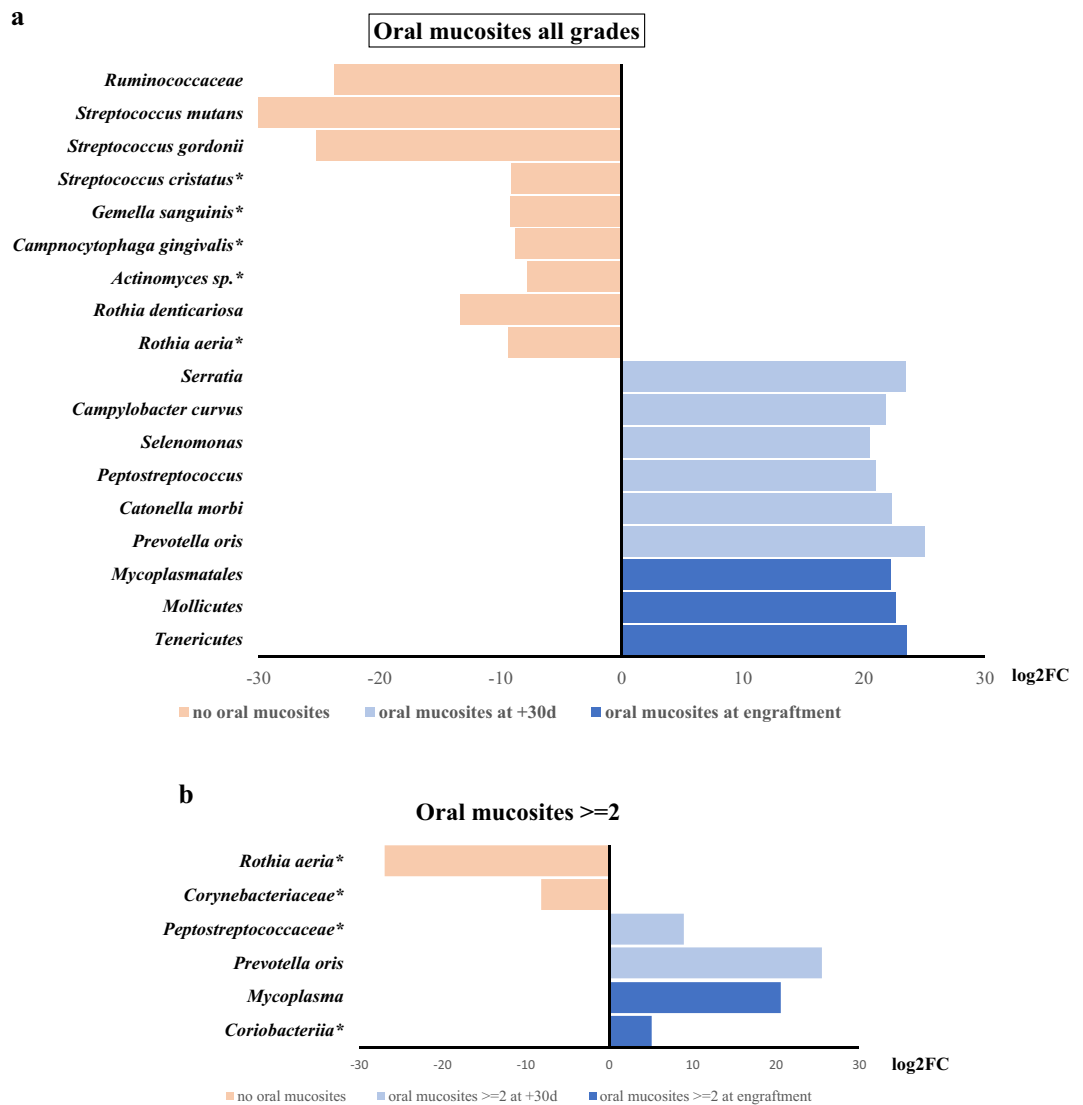 a
Oral mucosites all grades
Ruminococcaceae
Streptococcus mutans
Streptococcus gordonii
Streptococcus cristatus*
Gemella sanguinis*
Campnocytophaga gingivalis*
Actinomyces sp.*
Rothia denticariosa
Rothia aeria*
Serratia
Campylobacter curvus
Selenomonas
Peptostreptococcus
Catonella morbi
Prevotella oris
Mycoplasmatales
Mollicutes
Tenericutes
-30 -20 -10 0 10 20 30 log2FC
no oral mucosites oral mucosites at +30d oral mucosites at engraftment
b
Oral mucosites >=2
Rothia aeria*
Corynebacteriaceae*
Peptostreptococcaceae*
Prevotella oris
Mycoplasma
Coriobacteriia*
-30 -20 -10 0 10 20 30 log2FC
no oral mucosites oral mucosites >=2 at +30d oral mucosites >=2 at engraftment